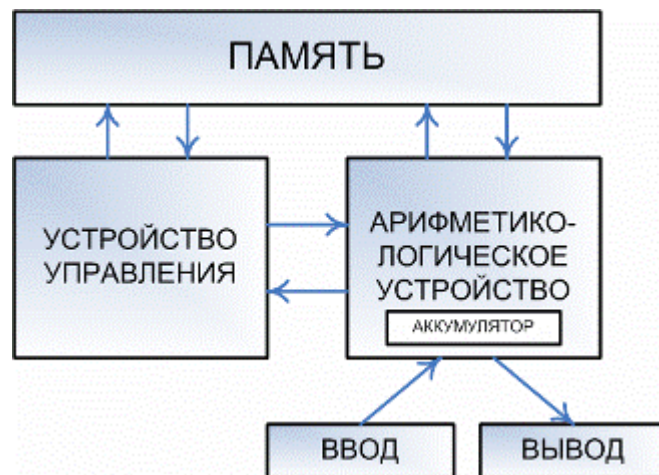 ПАМЯТЬ
УСТРОЙСТВО
УПРАВЛЕНИЯ
АРИФМЕТИКО-
ЛОГИЧЕСКОЕ
УСТРОЙСТВО
АККУМУЛЯТОР
ВВОД
ВЫВОД